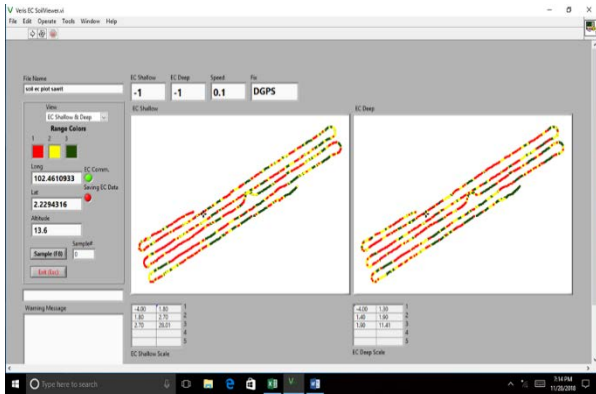 Veris EC SoilViewer.vi
File Edit Operate Tools Window Help
File Name
soil ec plot sawit
EC Shallow EC Deep Speed Fix
-1 -1 0.1 DGPS
View
EC Shallow & Deep
Range Colors
1 2 3
Long
102.4610933
EC Comm.
Lat
2.2294316
Saving EC Data
Altitude
13.6
Sample#
Sample (F8) 0
Exit (Esc)
Warning Message
EC Shallow
EC Deep
-4.00 1.80 1
1.80 2.70 2
2.70 28.01 3
4
5
EC Shallow Scale
-4.00 1.30 1
1.40 1.90 2
1.90 11.41 3
4
5
EC Deep Scale
Type here to search
7:14 PM
11/20/2018